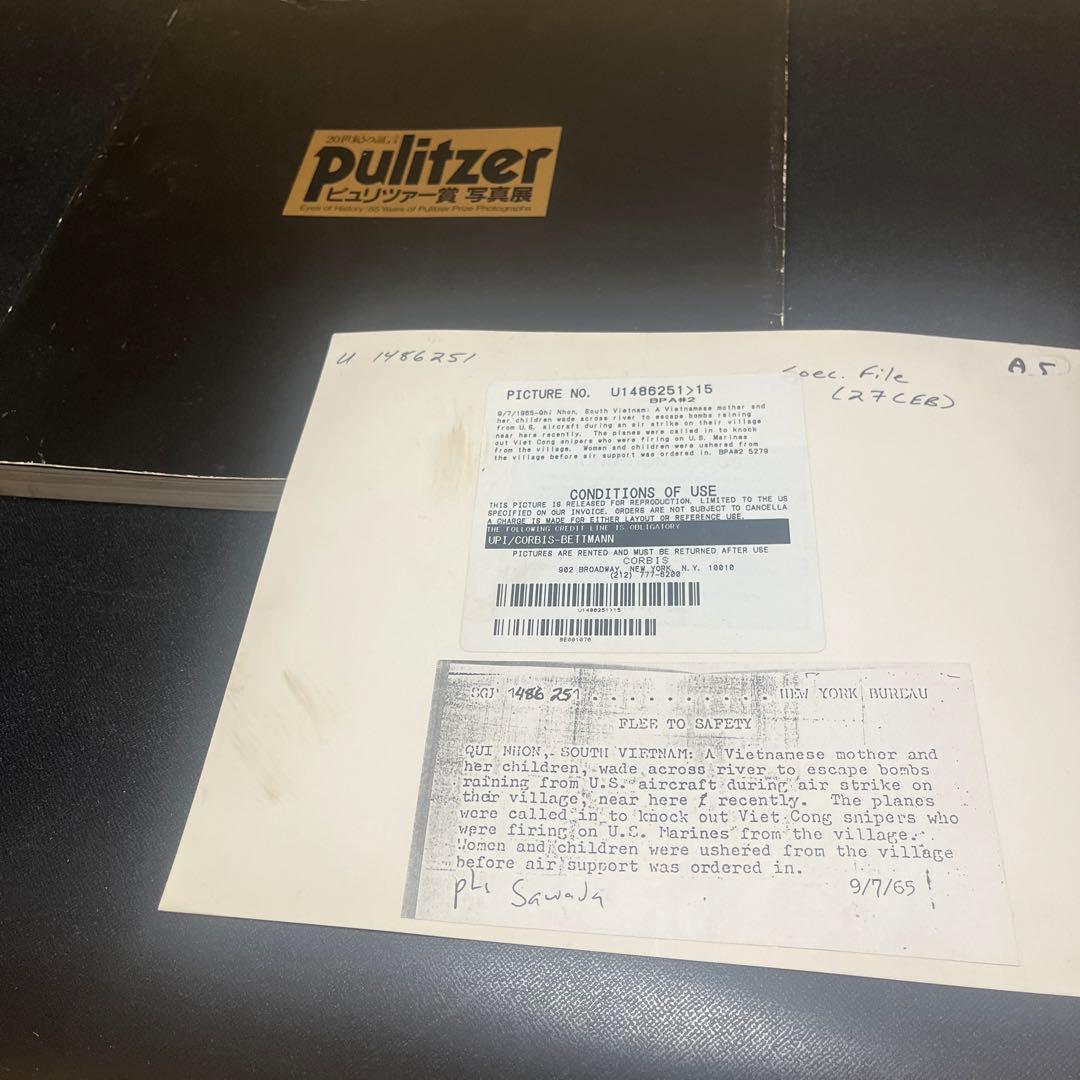 20世紀の証言
pulitzer
ピュリツァー賞 写真展
Eyes of History: 55 Years of Pulitzer Prize Photographs
U 1486251
A 5
File
(27 CEB)
PICTURE NO. U1486251>15
BPA#2
9/7/1965-Qhi Nhon, South Vietnam: A Vietnamese mother and
her children wade across river to escape bombs raining
from U.S. aircraft during an air strike on their village
near here recently. The planes were called in to knock
out Viet Cong snipers who were firing on U.S. Marines
from the village. Women and children were ushered from
the village before air support was ordered in. BPA#2 5279
CONDITIONS OF USE
THIS PICTURE IS RELEASED FOR REPRODUCTION, LIMITED TO THE US
SPECIFIED ON OUR INVOICE. ORDERS ARE NOT SUBJECT TO CANCELLA
A CHARGE IS MADE FOR EITHER LAYOUT OR REFERENCE USE.
THE FOLLOWING CREDIT LINE IS OBLIGATORY
UPI/CORBIS-BETTMANN
PICTURES ARE RENTED AND MUST BE RETURNED AFTER USE
CORBIS
902 BROADWAY, NEW YORK, N.Y. 10010
(212) 777-6200
U1486251>15
BE001076
SGP 1486 251 . . . . . . . . . . . NEW YORK BUREAU
FLEE TO SAFETY
QUI NHON, SOUTH VIETNAM: A Vietnamese mother and
her children, wade across river to escape bombs
raining from U.S. aircraft during air strike on
their village, near here recently. The planes
were called in to knock out Viet Cong snipers who
were firing on U.S. Marines from the village.
Women and children were ushered from the village
before air support was ordered in.
Sawada 9/7/65